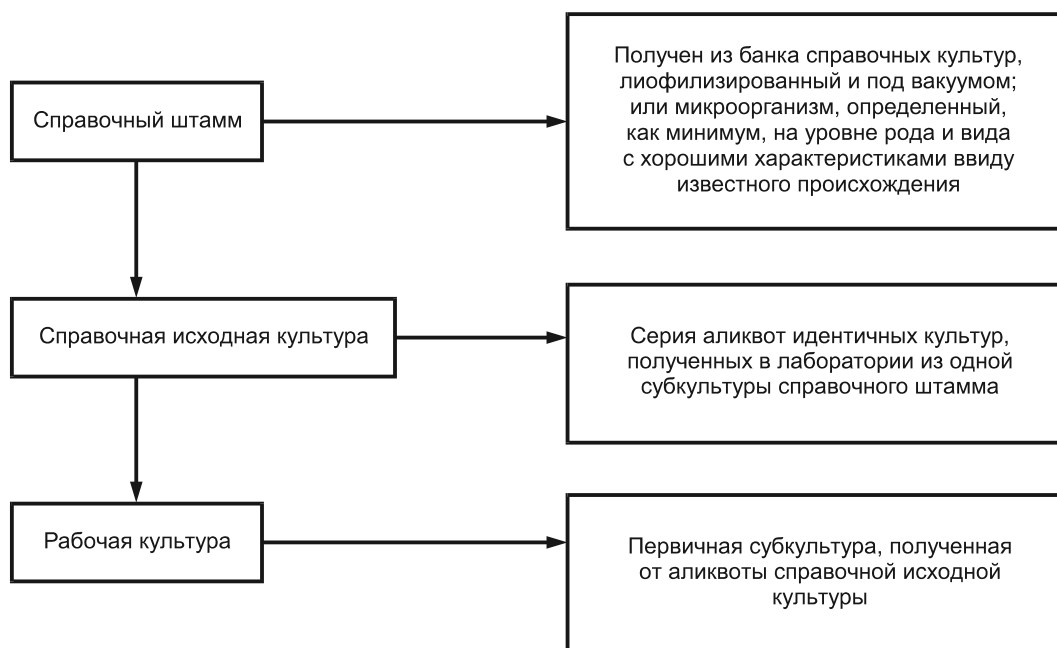 Справочный штамм
Получен из банка справочных культур,
лиофилизированный и под вакуумом;
или микроорганизм, определенный,
как минимум, на уровне рода и вида
с хорошими характеристиками ввиду
известного происхождения
Справочная исходная культура
Серия аликвот идентичных культур,
полученных в лаборатории из одной
субкультуры справочного штамма
Рабочая культура
Первичная субкультура, полученная
от аликвоты справочной исходной
культуры